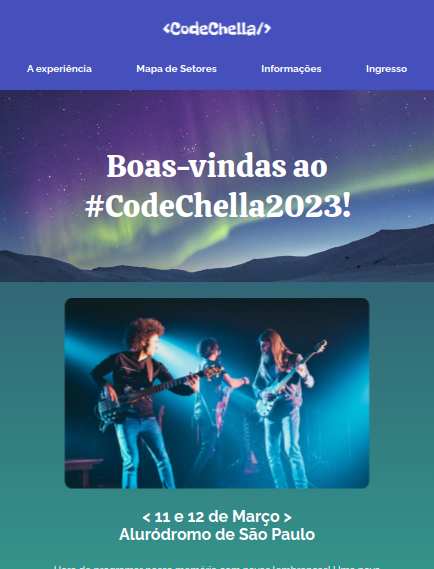 <CodeChella/>
A experiência
Mapa de Setores
Informações
Ingresso
Boas-vindas ao
#CodeChella2023!
< 11 e 12 de Março >
Aluródromo de São Paulo